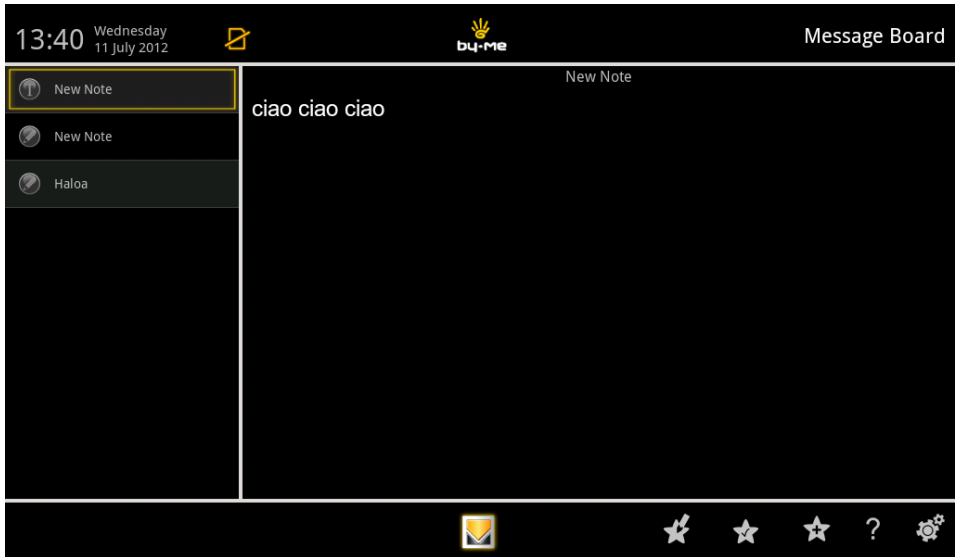 13:40
Wednesday
11 July 2012
by-me
Message Board
New Note
New Note
Haloa
New Note
ciao ciao ciao
?